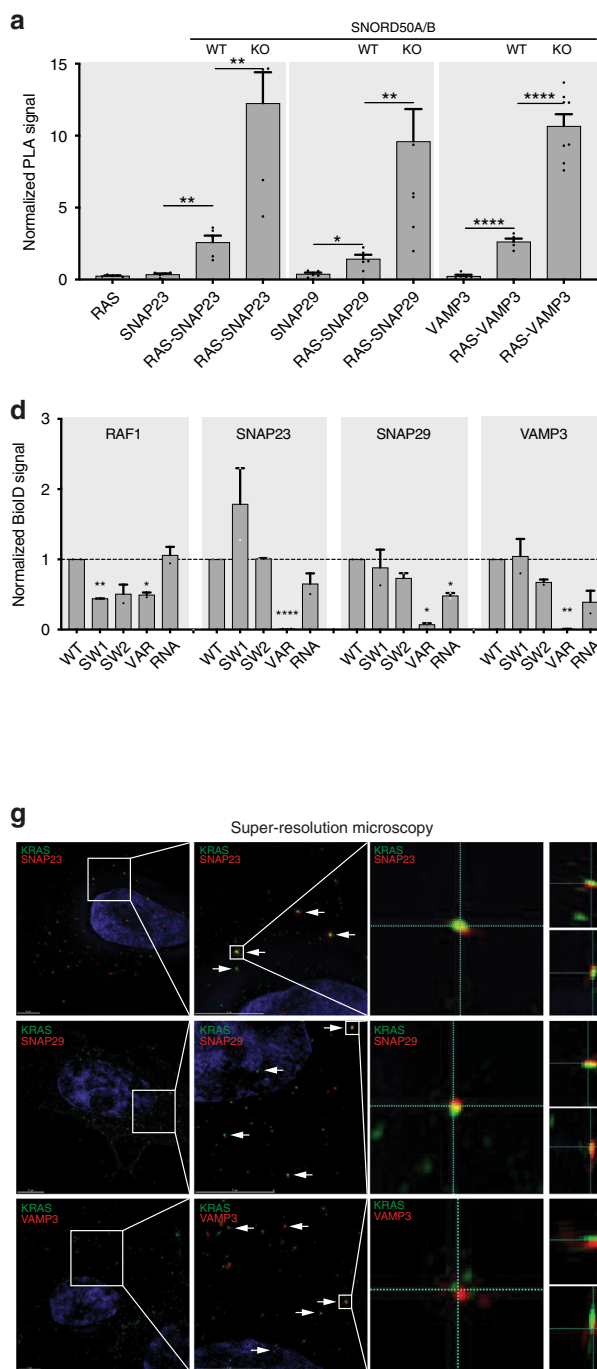 a
SNORD50A/B
WT KO WT KO WT KO
Normalized PLA signal
15
10
5
0
** ** * ** **** ****
RAS SNAP23 RAS-SNAP23 RAS-SNAP23 SNAP29 RAS-SNAP29 RAS-SNAP29 VAMP3 RAS-VAMP3 RAS-VAMP3
d
Normalized BioID signal
3
2
1
0
RAF1 SNAP23 SNAP29 VAMP3
** * **** * * **
WT SW1 SW2 VAR RNA WT SW1 SW2 VAR RNA WT SW1 SW2 VAR RNA WT SW1 SW2 VAR RNA
g
Super-resolution microscopy
KRAS KRAS KRAS
SNAP23 SNAP23 SNAP23
KRAS KRAS KRAS
SNAP29 SNAP29 SNAP29
KRAS KRAS KRAS
VAMP3 VAMP3 VAMP3